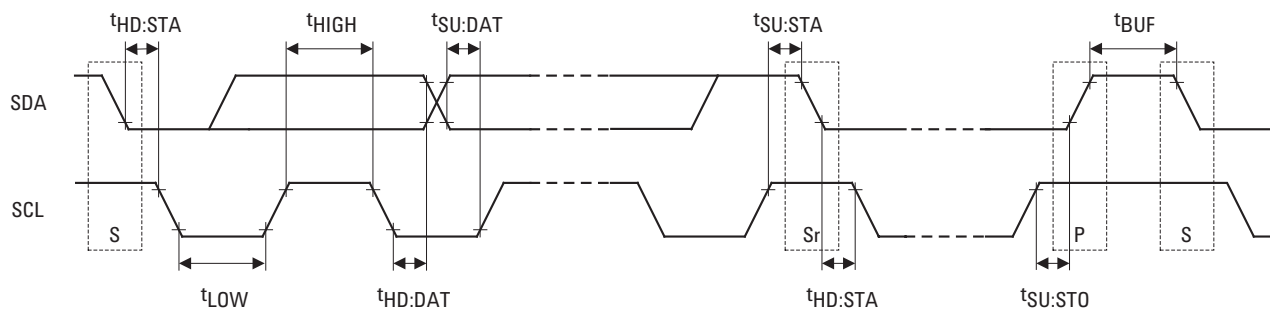 tHD:STA tHIGH tSU:DAT tSU:STA tBUF
SDA
SCL
S Sr P S
tLOW tHD:DAT tHD:STA tSU:STO